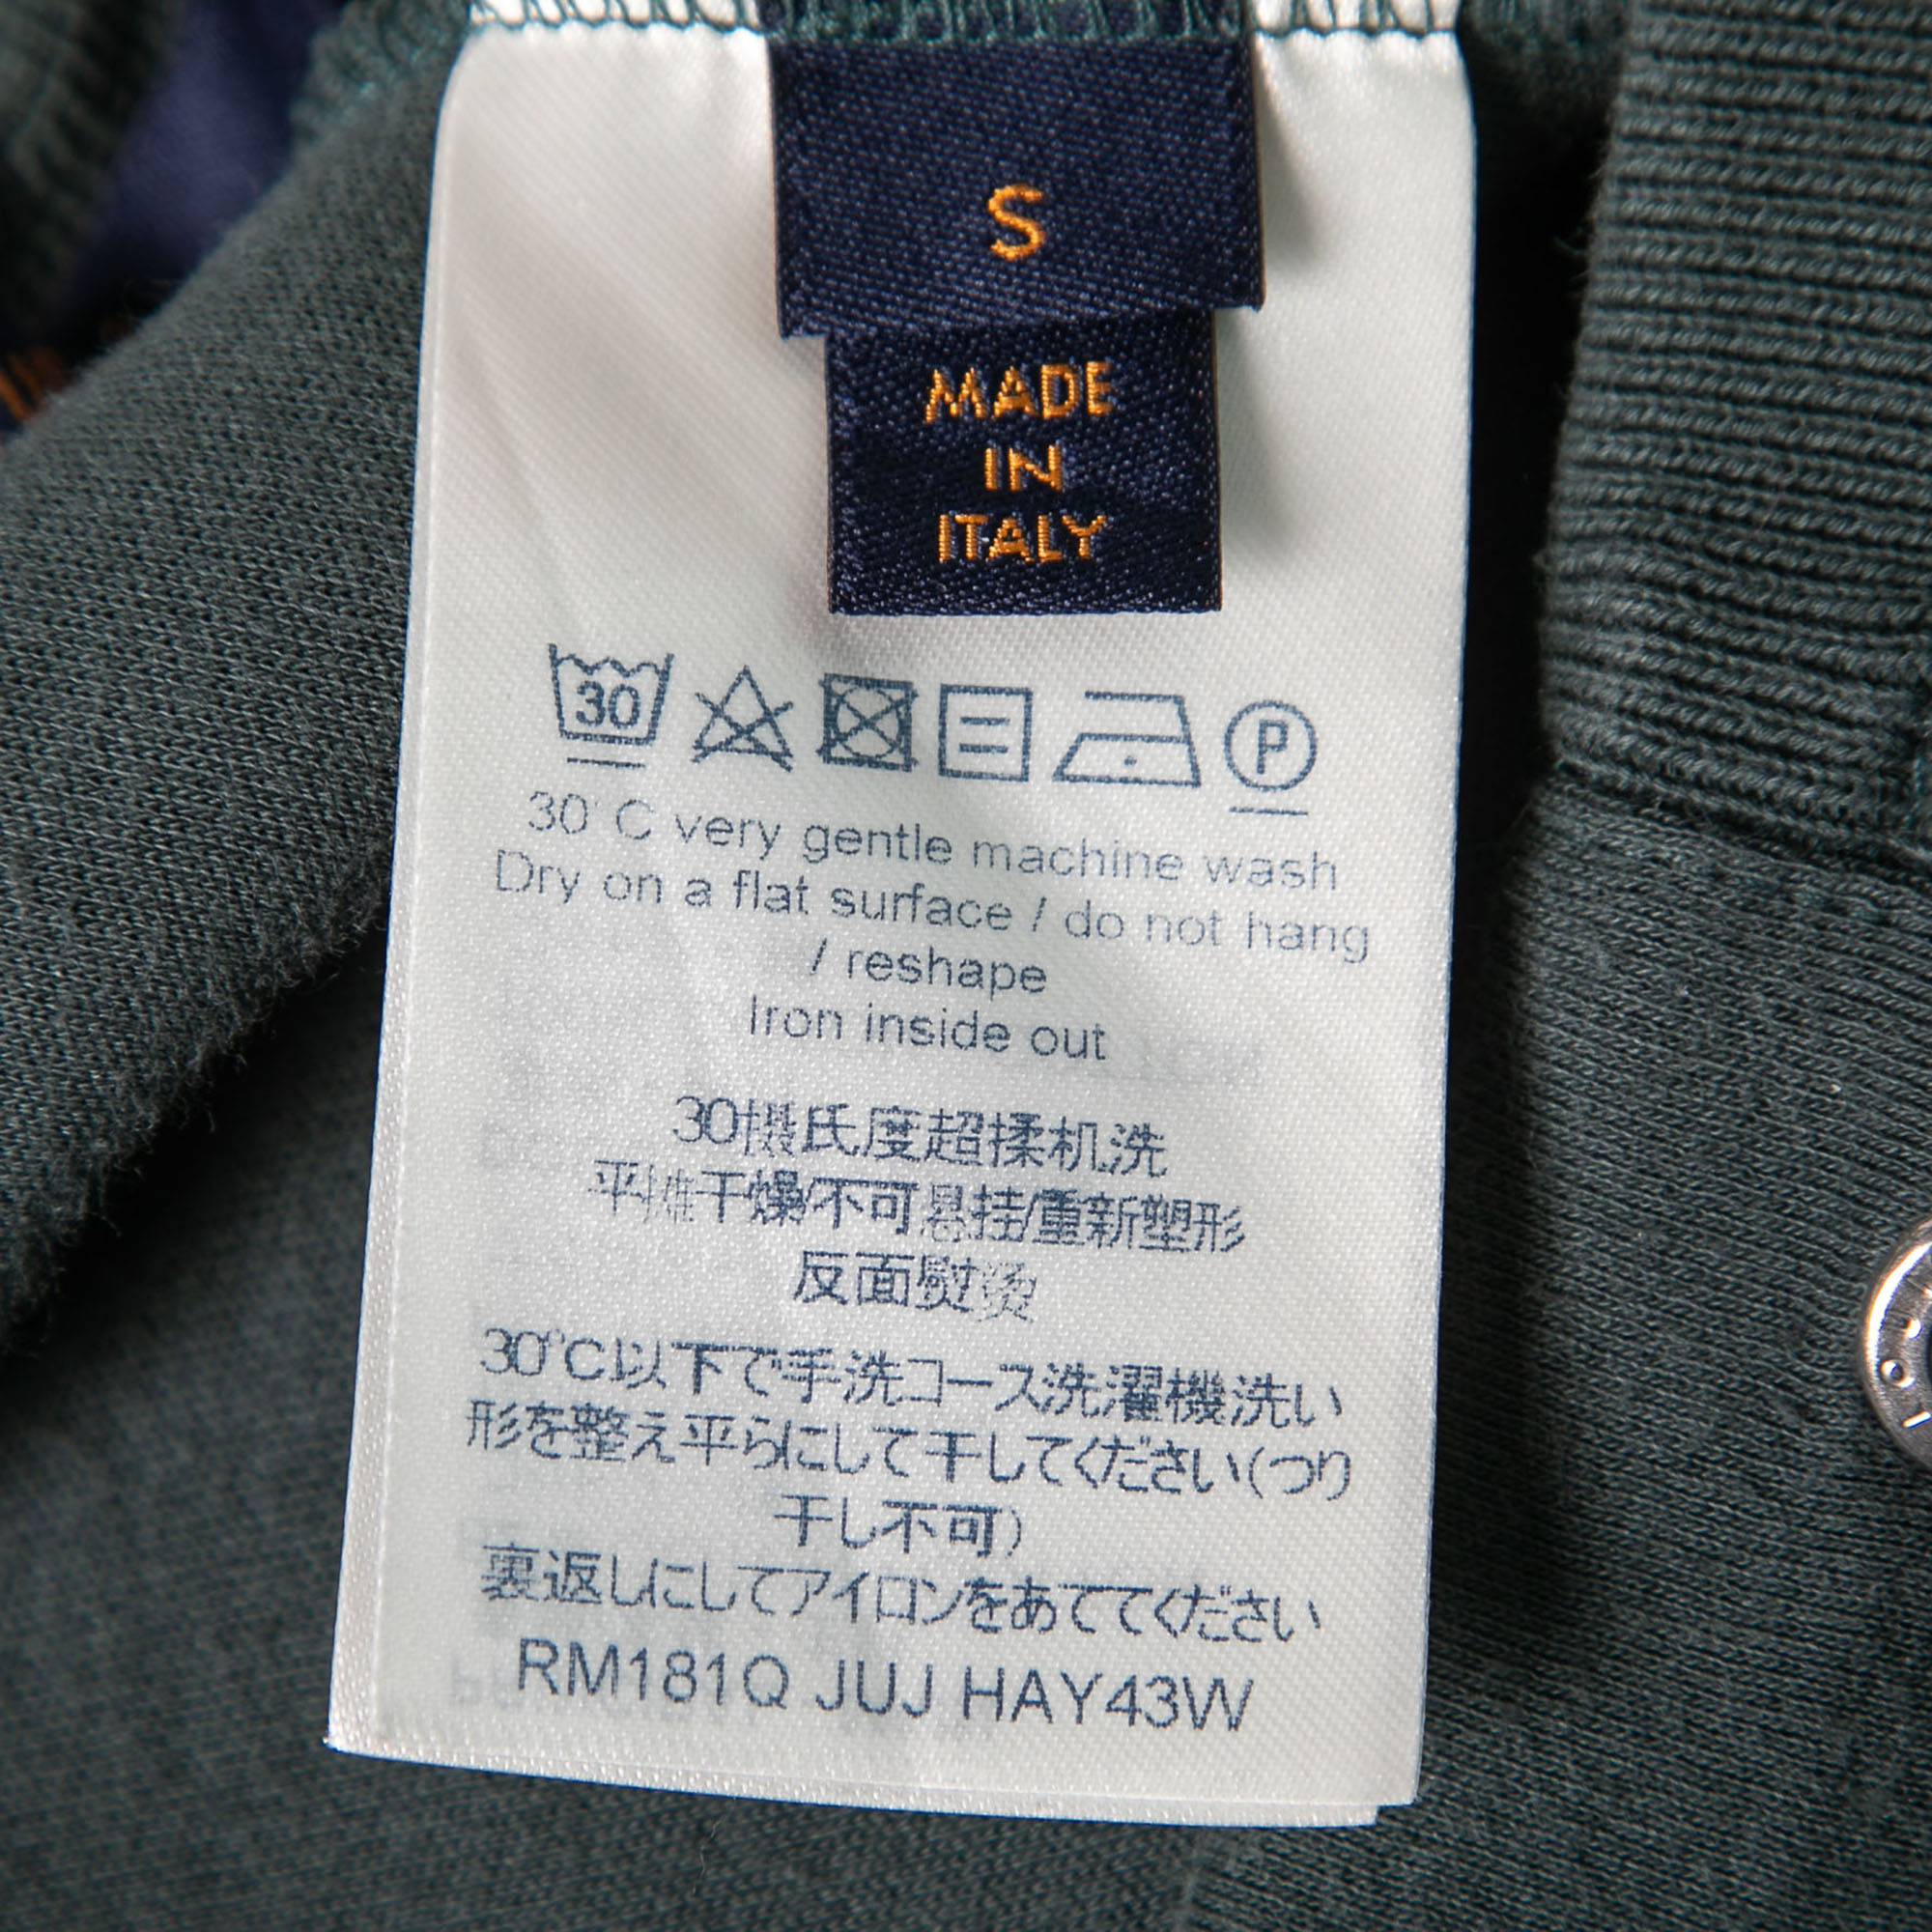 S
MADE
IN
ITALY
30
P
30°C very gentle machine wash
Dry on a flat surface / do not hang
/ reshape
Iron inside out
30摄氏度超揉机洗
平摊干燥/不可悬挂/重新塑形
反面熨烫
30°C以下で手洗コース洗濯機洗い
形を整え平らにして干してください(つり
干し不可)
裏返しにしてアイロンをあててください
RM181Q JUJ HAY43W